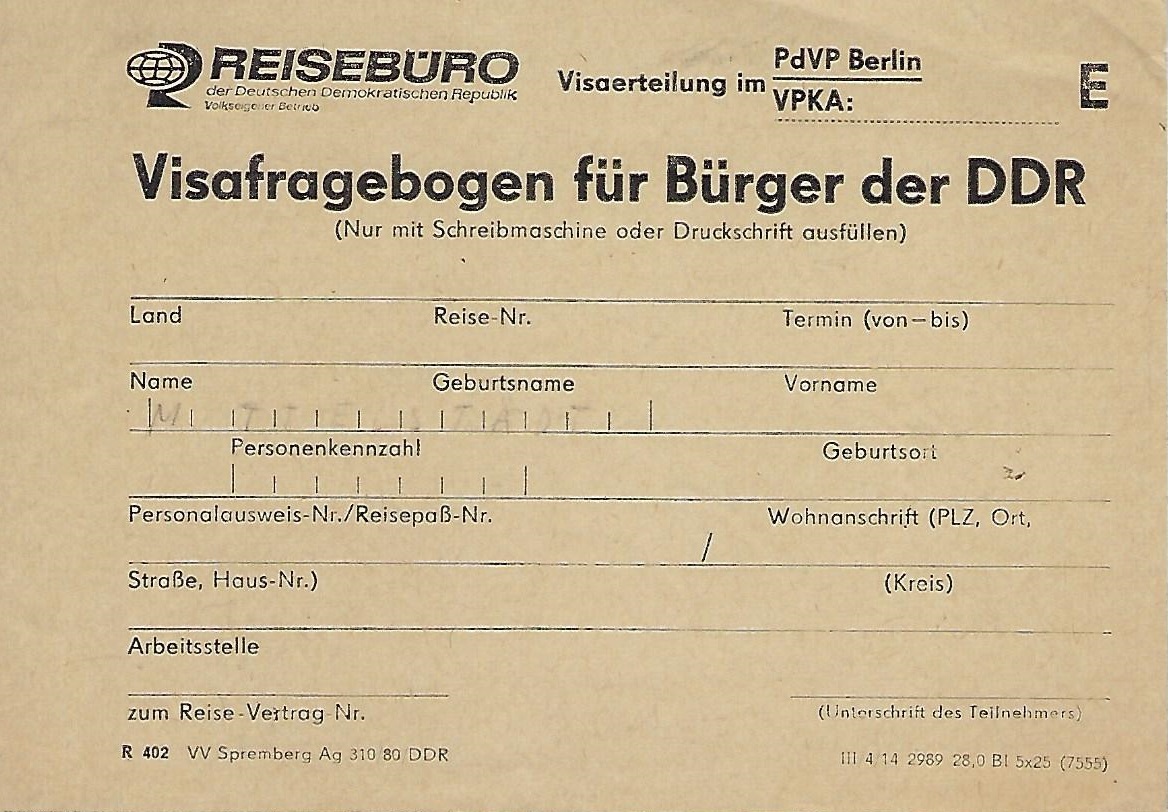 REISEBÜRO
der Deutschen Demokratischen Republik
Volkseigener Betrieb
Visaerteilung im PdVP Berlin
VPKA:
E
Visafragebogen für Bürger der DDR
(Nur mit Schreibmaschine oder Druckschrift ausfüllen)
Land Reise-Nr. Termin (von—bis)
Name Geburtsname Vorname
Personenkennzahl Geburtsort
Personalausweis-Nr./Reisepaß-Nr. Wohnanschrift (PLZ, Ort,
/
Straße, Haus-Nr.) (Kreis)
Arbeitsstelle
zum Reise-Vertrag-Nr. (Unterschrift des Teilnehmers)
R 402 VV Spremberg Ag 310/80 DDR III 4/14 2989 28,0 Bl 5x25 (7555)